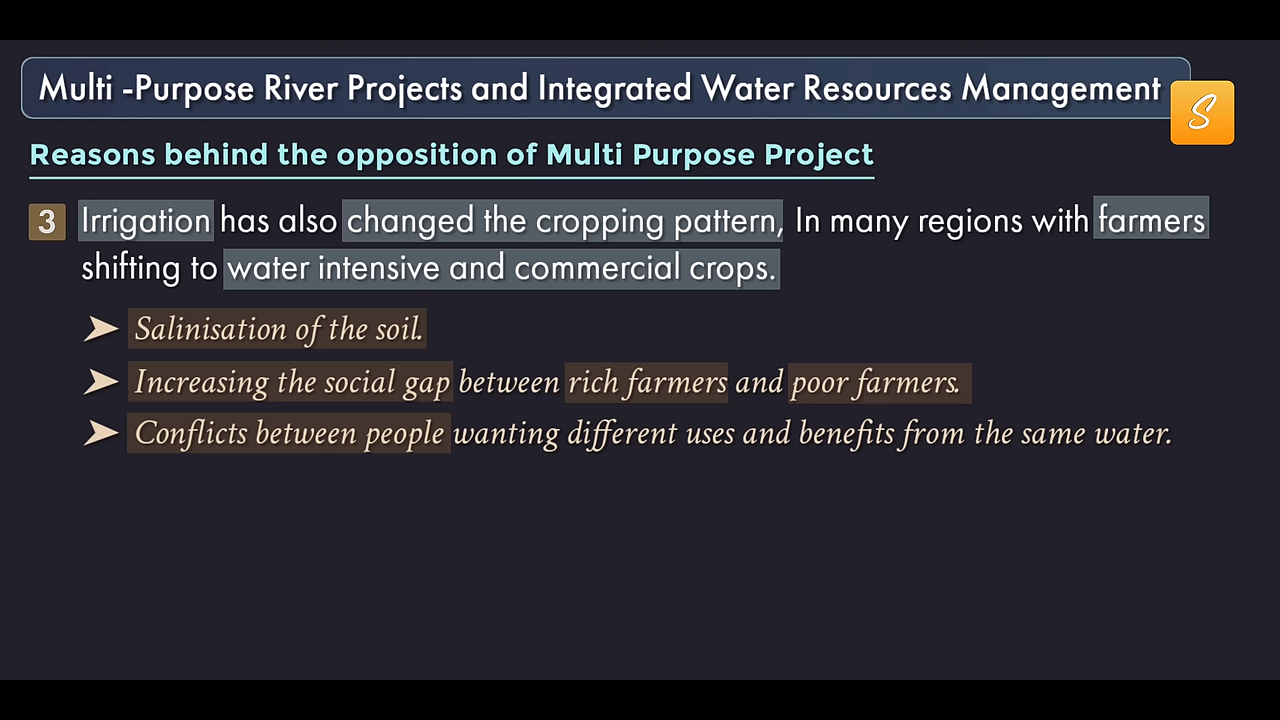 Multi -Purpose River Projects and Integrated Water Resources Management
S
Reasons behind the opposition of Multi Purpose Project
3 Irrigation has also changed the cropping pattern, In many regions with farmers
shifting to water intensive and commercial crops.
➤ Salinisation of the soil.
➤ Increasing the social gap between rich farmers and poor farmers.
➤ Conflicts between people wanting different uses and benefits from the same water.